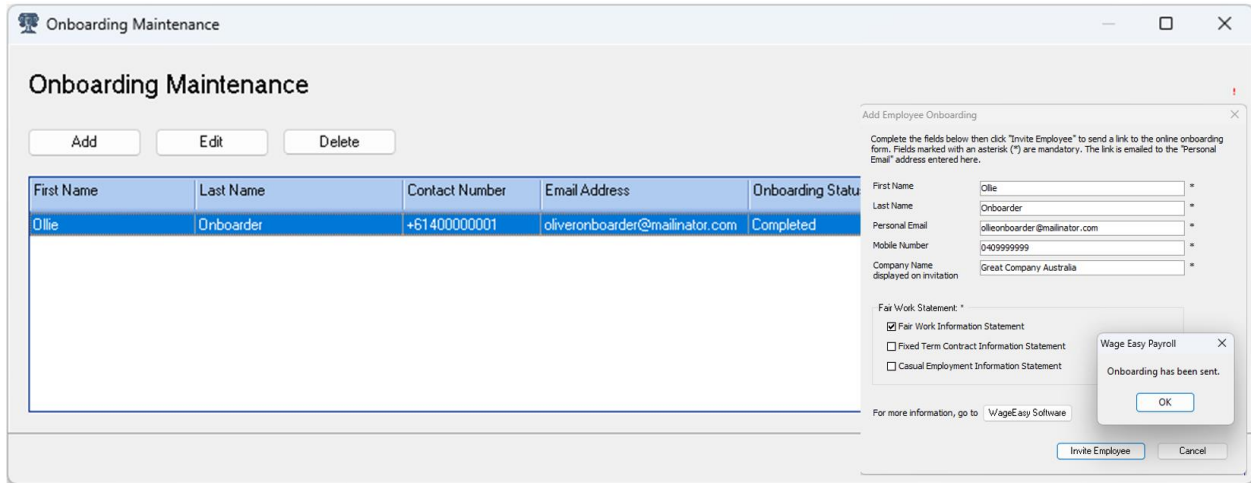 Onboarding Maintenance
Onboarding Maintenance
!
Add Edit Delete
First Name Last Name Contact Number Email Address Onboarding
Ollie Onboarder +61400000001 oliveronboarder@mailinator.com Completed
Add Employee Onboarding
Complete the fields below then click "Invite Employee" to send a link to the online onboarding
form. Fields marked with an asterisk (*) are mandatory. The link is emailed to the "Personal
Email" address entered here.
First Name Ollie *
Last Name Onboarder *
Personal Email ollieonboarder@mailinator.com *
Mobile Number 0409999999 *
Company Name
displayed on invitation Great Company Australia *
Fair Work Statement: *
Fair Work Information Statement
Fixed Term Contract Information Statement
Casual Employment Information Statement
Wage Easy Payroll
Onboarding has been sent.
OK
For more information, go to WageEasy Software
Invite Employee Cancel